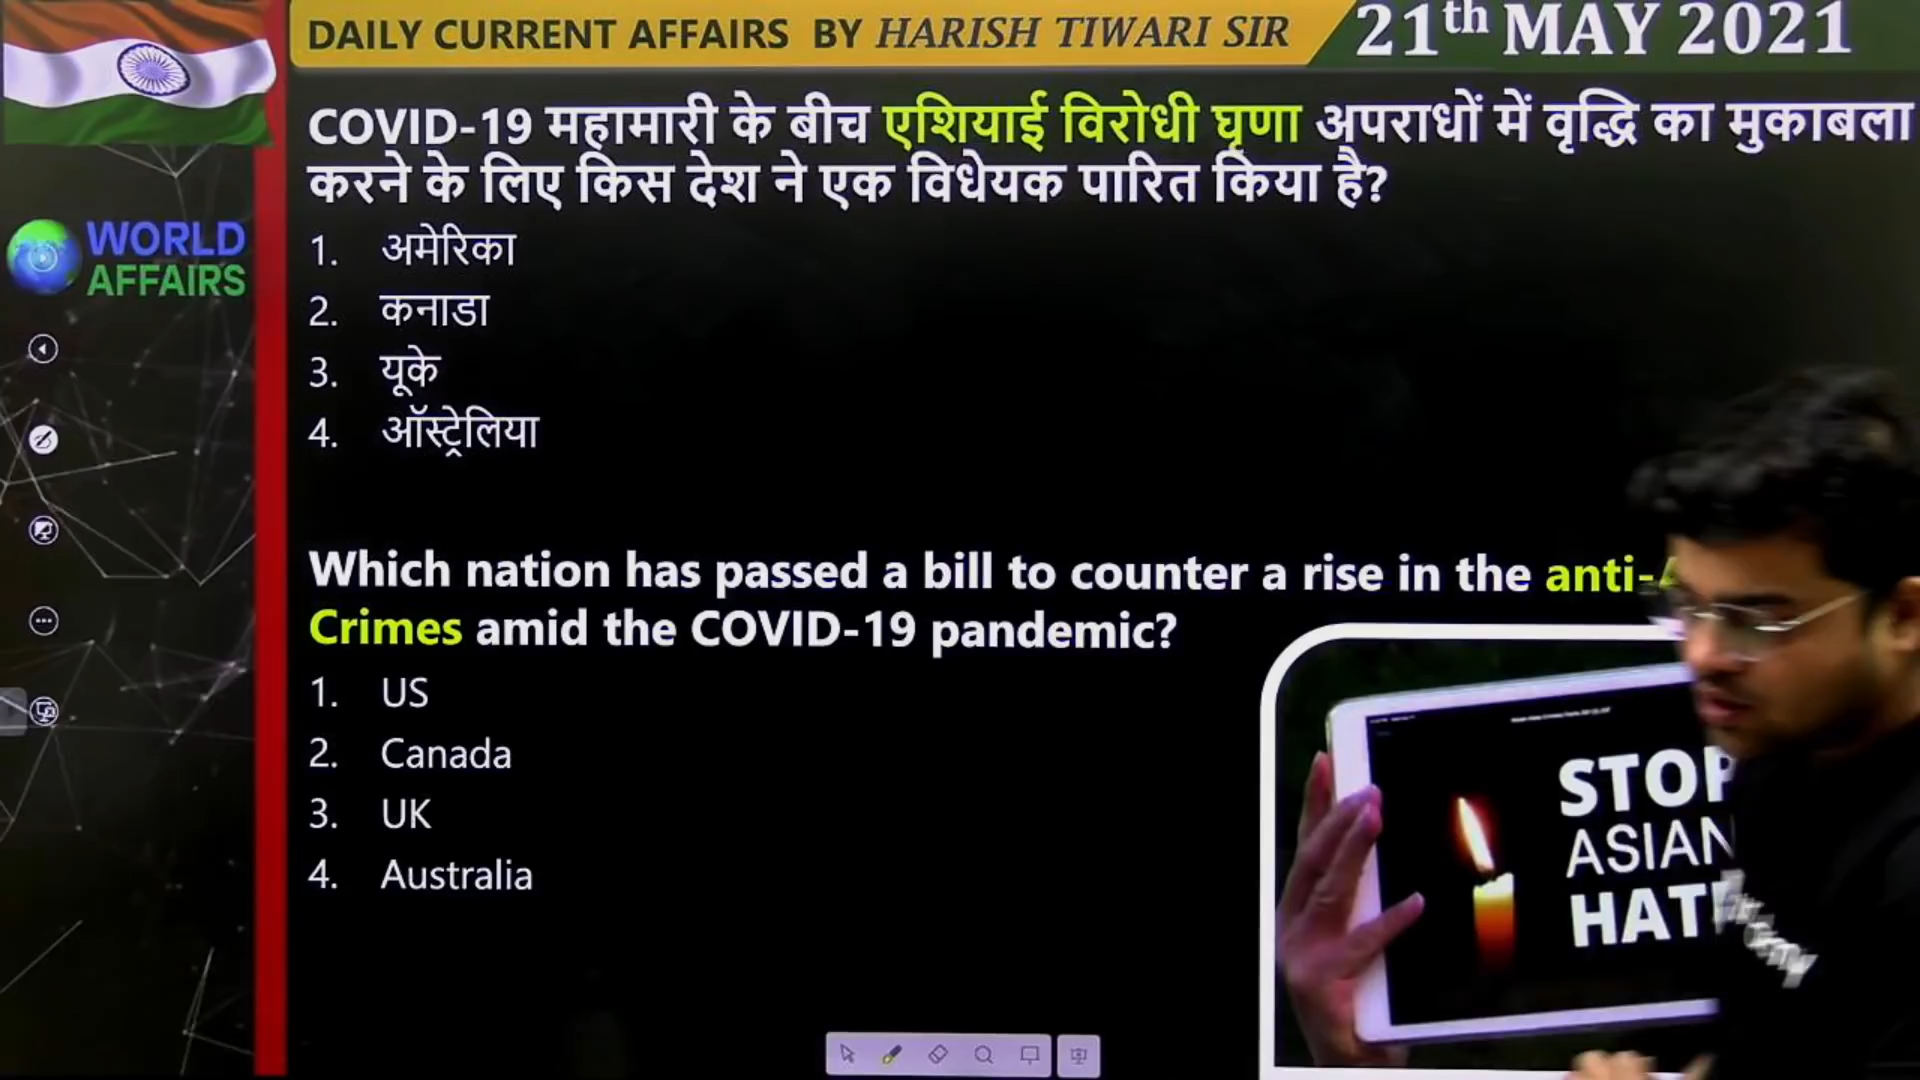 DAILY CURRENT AFFAIRS BY HARISH TIWARI SIR
21th MAY 2021
COVID-19 महामारी के बीच एशियाई विरोधी घृणा अपराधों में वृद्धि का मुकाबला
करने के लिए किस देश ने एक विधेयक पारित किया है?
WORLD
AFFAIRS
1. अमेरिका
2. कनाडा
3. यूके
4. ऑस्ट्रेलिया
Which nation has passed a bill to counter a rise in the anti-
Crimes amid the COVID-19 pandemic?
1. US
2. Canada
3. UK
4. Australia
STOP
ASIAN
HAT